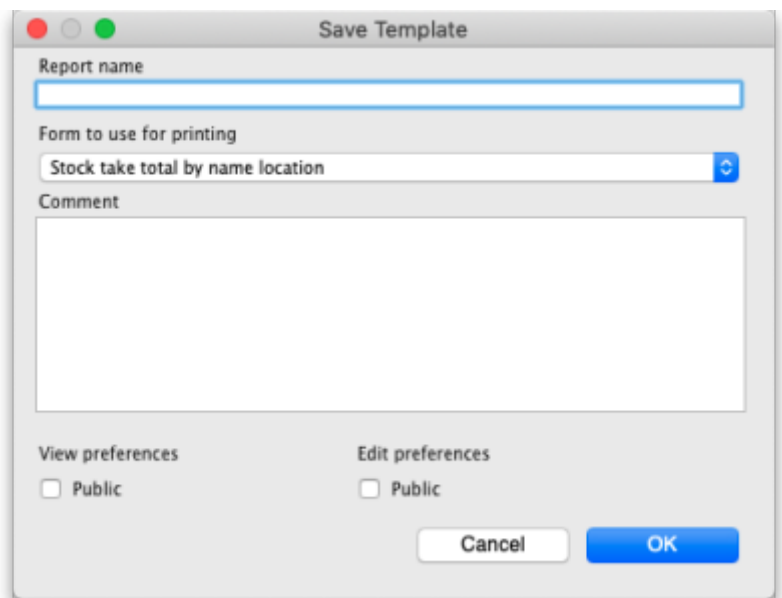 Save Template
Report name
Form to use for printing
Stock take total by name location
Comment
View preferences Edit preferences
Public Public
Cancel OK